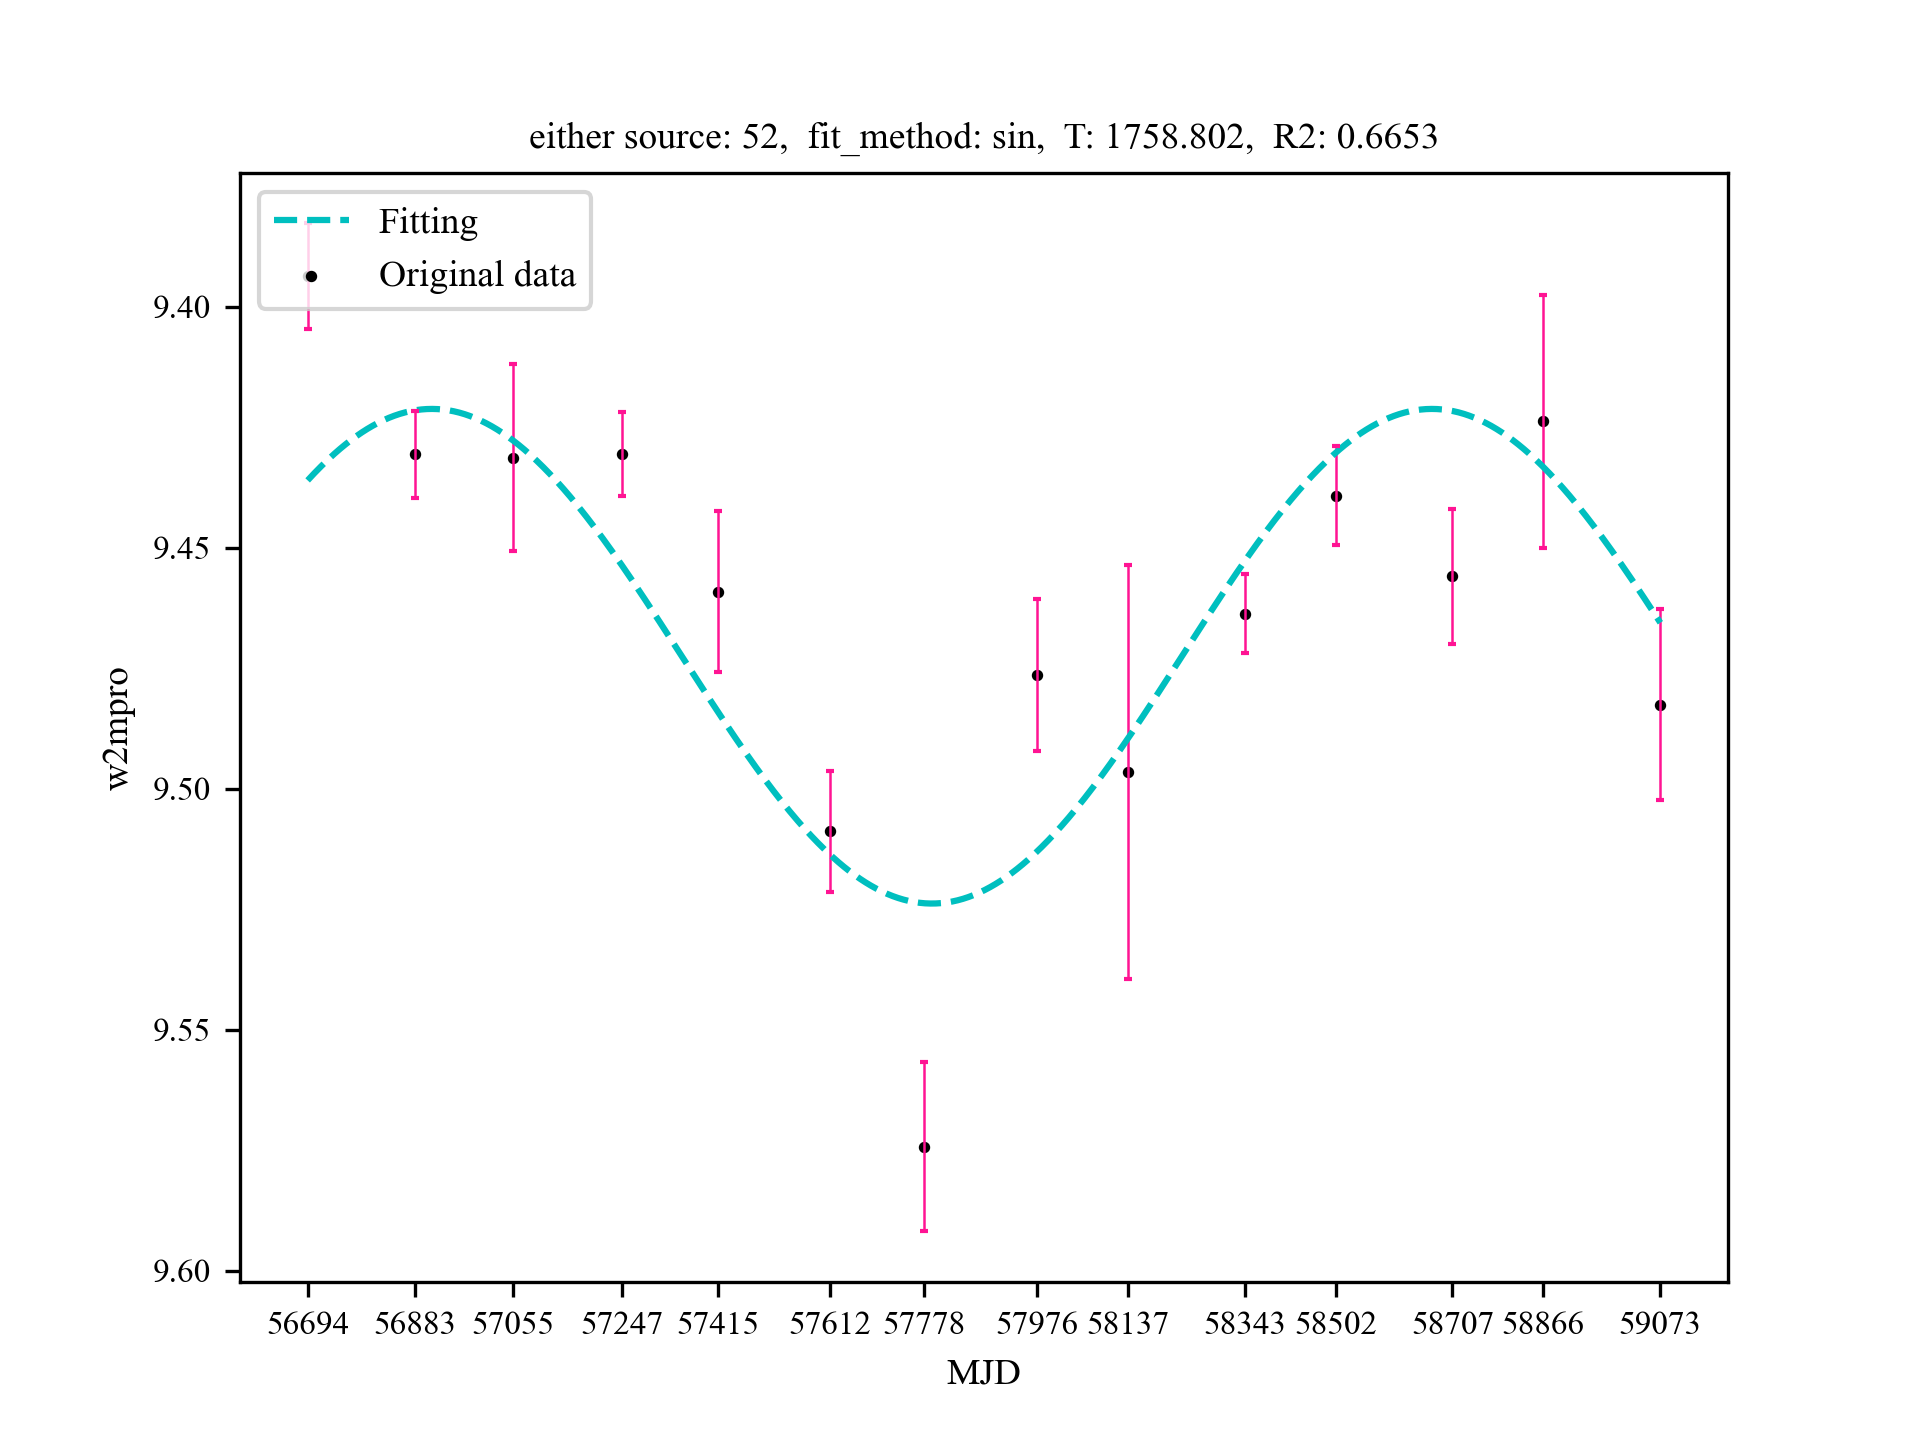 either source: 52,  fit_method: sin,  T: 1758.802,  R2: 0.6653
Fitting
Original data
9.40
9.45
9.50
9.55
9.60
w2mpro
56694 56883 57055 57247 57415 57612 57778 57976 58137 58343 58502 58707 58866 59073
MJD